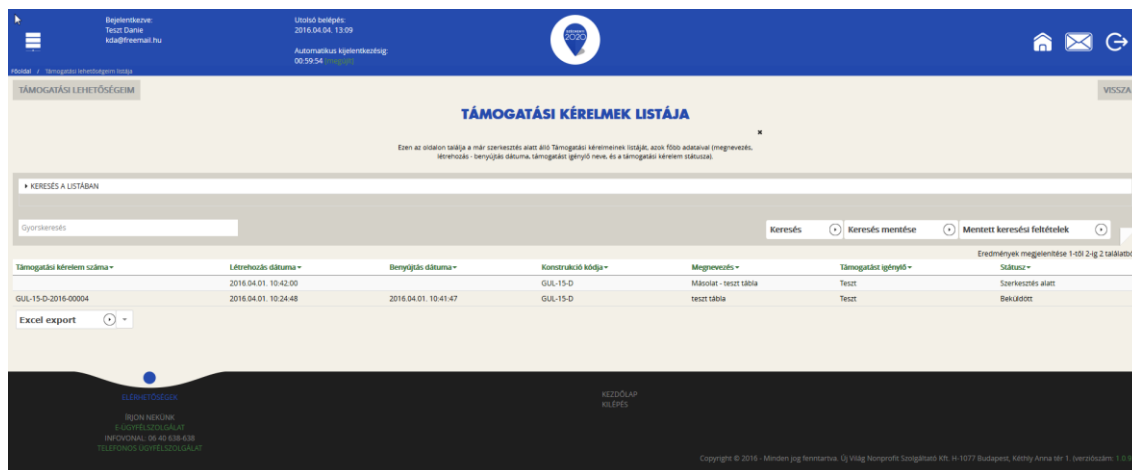 Bejelentkezve:
Teszt Danie
kda@freemail.hu
Utolsó belépés:
2016.04.04. 13:09
Automatikus kijelentkezésig:
00:59:54 [megújít]
SZÉCHENYI
2020
Főoldal / Támogatási lehetőségeim listája
TÁMOGATÁSI LEHETŐSÉGEIM
VISSZA
TÁMOGATÁSI KÉRELMEK LISTÁJA
Ezen az oldalon találja a már szerkesztés alatt álló Támogatási kérelmeinek listáját, azok főbb adataival (megnevezés,
létrehozás - benyújtás dátuma, támogatást igénylő neve, és a támogatási kérelem státusza).
KERESÉS A LISTÁBAN
Gyorskeresés
Keresés
Keresés mentése
Mentett keresési feltételek
Eredmények megjelenítése 1-től 2-ig 2 találatbó
Támogatási kérelem száma Létrehozás dátuma Benyújtás dátuma Konstrukció kódja Megnevezés Támogatást igénylő Státusz
2016.04.01. 10:42:00 GUL-15-D Másolat - teszt tábla Teszt Szerkesztés alatt
GUL-15-D-2016-00004 2016.04.01. 10:24:48 2016.04.01. 10:41:47 GUL-15-D teszt tábla Teszt Beküldött
Excel export
ELÉRHETŐSÉGEK
ÍRJON NEKÜNK
E-ÜGYFÉLSZOLGÁLAT
INFOVONAL: 06 40 638-638
TELEFONOS ÜGYFÉLSZOLGÁLAT
KEZDŐLAP
KILÉPÉS
Copyright © 2016 - Minden jog fenntartva. Új Világ Nonprofit Szolgáltató Kft. H-1077 Budapest, Kéthly Anna tér 1. (verziószám: